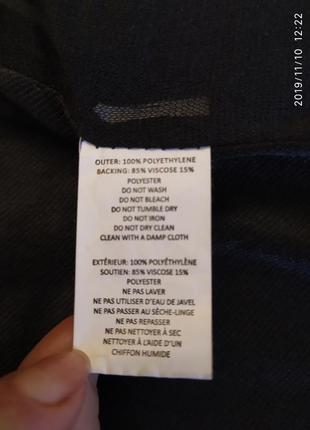 2019/11/10 12:22
OUTER: 100% POLYETHYLENE
BACKING: 85% VISCOSE 15%
POLYESTER
DO NOT WASH
DO NOT BLEACH
DO NOT TUMBLE DRY
DO NOT IRON
DO NOT DRY CLEAN
CLEAN WITH A DAMP CLOTH
EXTÉRIEUR: 100% POLYÉTHYLÈNE
SOUTIEN: 85% VISCOSE 15%
POLYESTER
NE PAS LAVER
NE PAS UTILISER D'EAU DE JAVEL
NE PAS PASSER AU SÈCHE-LINGE
NE PAS REPASSER
NE PAS NETTOYER À SEC
NETTOYER À L'AIDE D'UN
CHIFFON HUMIDE